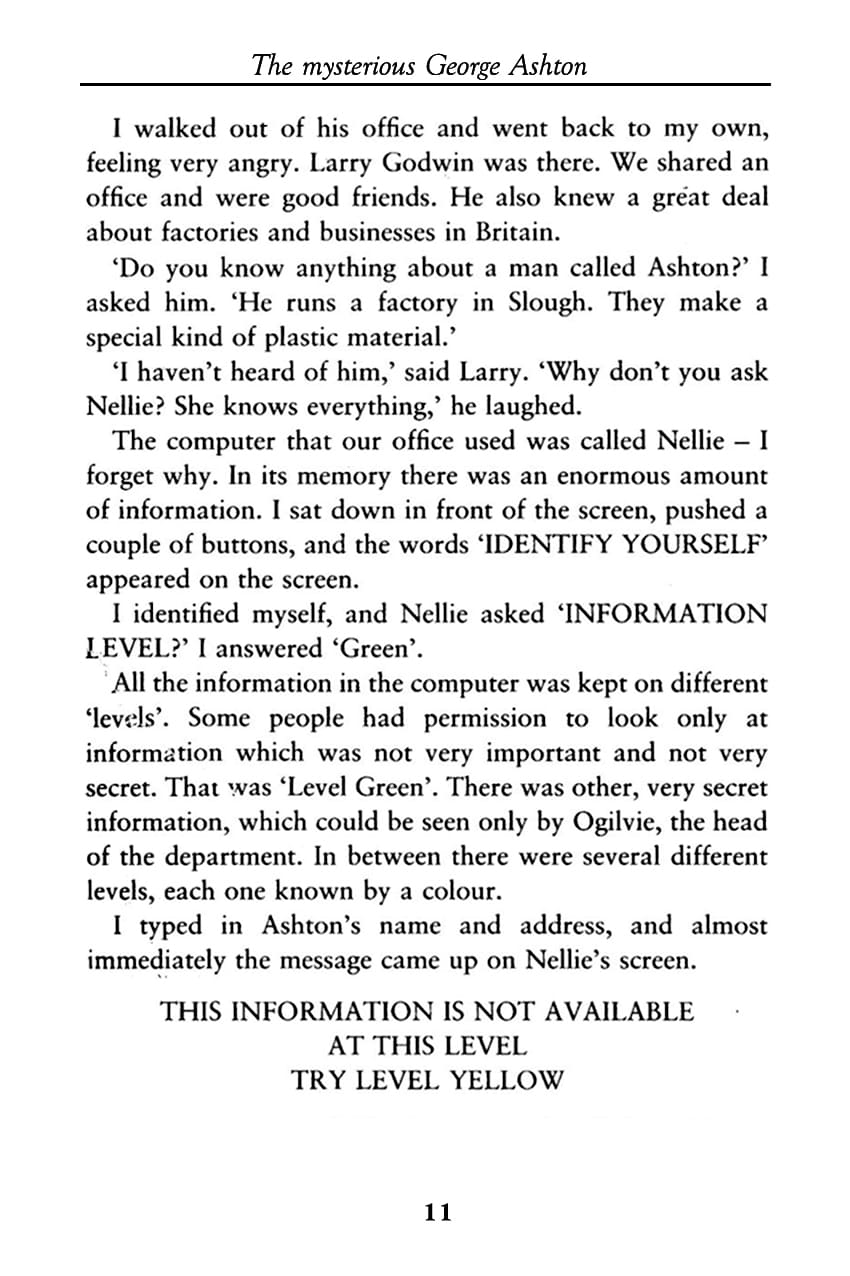 The mysterious George Ashton
I walked out of his office and went back to my own,
feeling very angry. Larry Godwin was there. We shared an
office and were good friends. He also knew a great deal
about factories and businesses in Britain.
‘Do you know anything about a man called Ashton?’ I
asked him. ‘He runs a factory in Slough. They make a
special kind of plastic material.’
‘I haven’t heard of him,’ said Larry. ‘Why don’t you ask
Nellie? She knows everything,’ he laughed.
The computer that our office used was called Nellie – I
forget why. In its memory there was an enormous amount
of information. I sat down in front of the screen, pushed a
couple of buttons, and the words ‘IDENTIFY YOURSELF’
appeared on the screen.
I identified myself, and Nellie asked ‘INFORMATION
LEVEL?’ I answered ‘Green’.
All the information in the computer was kept on different
‘levels’. Some people had permission to look only at
information which was not very important and not very
secret. That was ‘Level Green’. There was other, very secret
information, which could be seen only by Ogilvie, the head
of the department. In between there were several different
levels, each one known by a colour.
I typed in Ashton’s name and address, and almost
immediately the message came up on Nellie’s screen.
THIS INFORMATION IS NOT AVAILABLE
AT THIS LEVEL
TRY LEVEL YELLOW
11